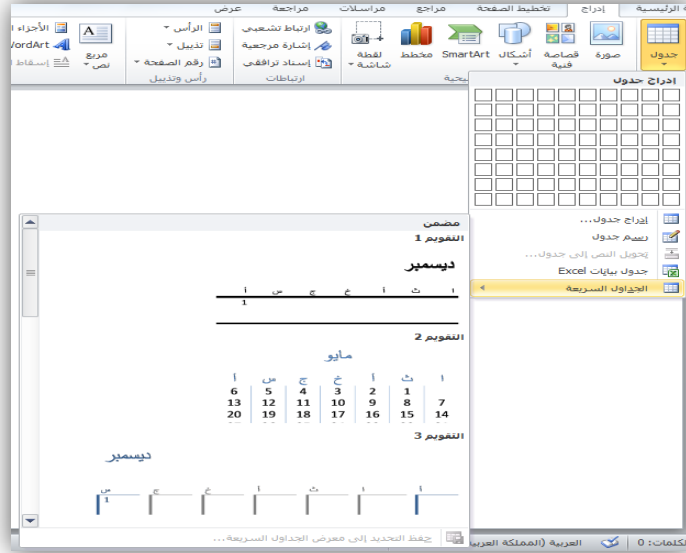 الرئيسية إدراج تخطيط الصفحة مراجع مراسلات مراجعة عرض
جدول
صورة
قصاصة فنية
أشكال
SmartArt
مخطط
لقطة شاشة
ارتباط تشعبي
إشارة مرجعية
إسناد ترافقي
ارتباطات
الرأس
تذييل
رقم الصفحة
رأس وتذييل
مربع نص
الأجزاء
WordArt
إسقاط
إدراج جدول
إدراج جدول...
رسم جدول
تحويل النص إلى جدول...
جدول بيانات Excel
الجداول السريعة
مضمن
التقويم 1
ديسمبر
ا ث أ خ ج س أ
1
التقويم 2
مايو
ا ث أ خ ج س أ
1 2 3 4 5 6
7 8 9 10 11 12 13
14 15 16 17 18 19 20
التقويم 3
ديسمبر
أ ا ث ا خ ج س
1
حفظ التحديد إلى معرض الجداول السريعة...
الكلمات: 0 العربية (المملكة العربية